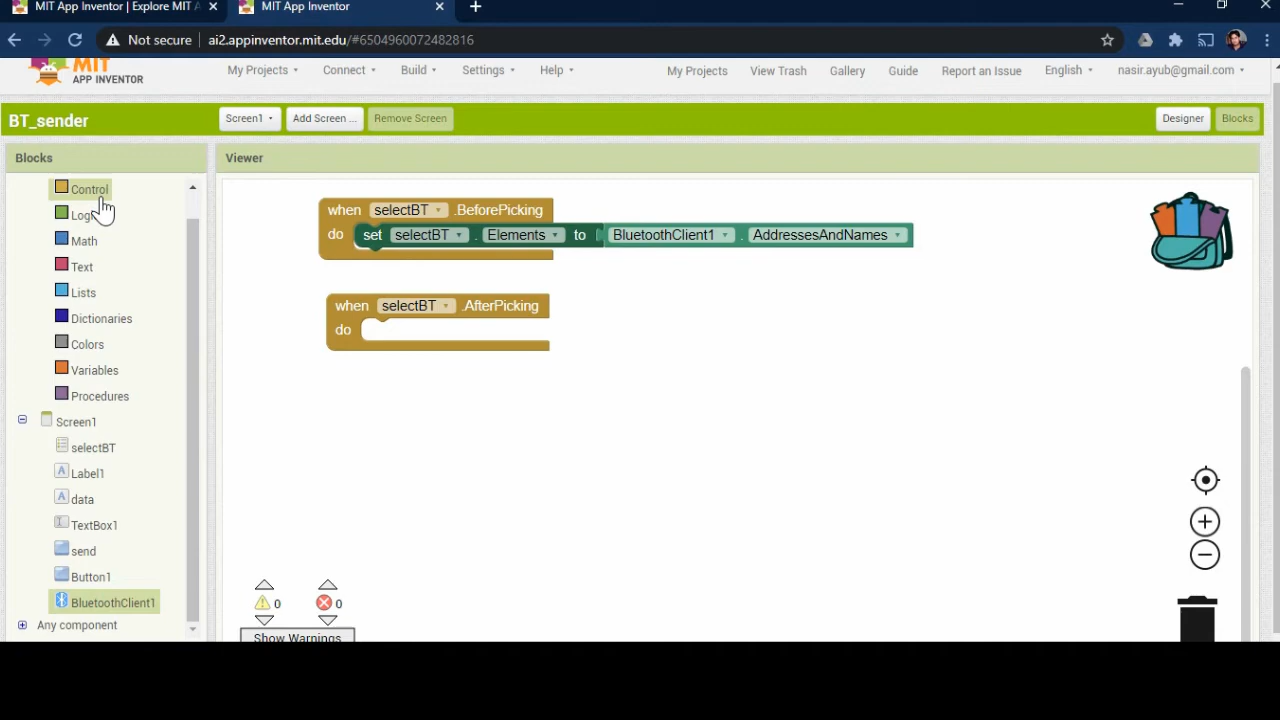 MIT App Inventor | Explore MIT A
MIT App Inventor
Not secure
ai2.appinventor.mit.edu/#6504960072482816
MIT
APP INVENTOR
My Projects
Connect
Build
Settings
Help
My Projects
View Trash
Gallery
Guide
Report an Issue
English
nasir.ayub@gmail.com
BT_sender
Screen1
Add Screen ...
Remove Screen
Designer
Blocks
Blocks
Control
Math
Text
Lists
Dictionaries
Colors
Variables
Procedures
Screen1
selectBT
Label1
data
TextBox1
send
Button1
BluetoothClient1
Any component
Viewer
when selectBT .BeforePicking
do set selectBT . Elements to BluetoothClient1 . AddressesAndNames
when selectBT .AfterPicking
do
0
0
Show Warnings